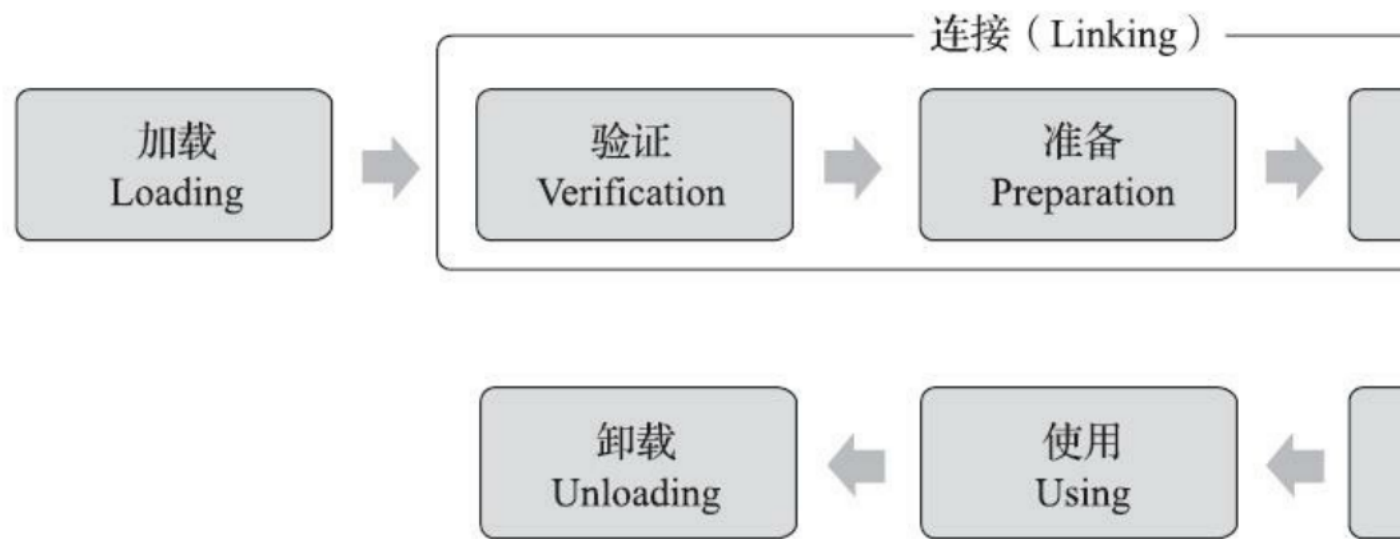 连接（Linking）
加载
Loading
验证
Verification
准备
Preparation
卸载
Unloading
使用
Using